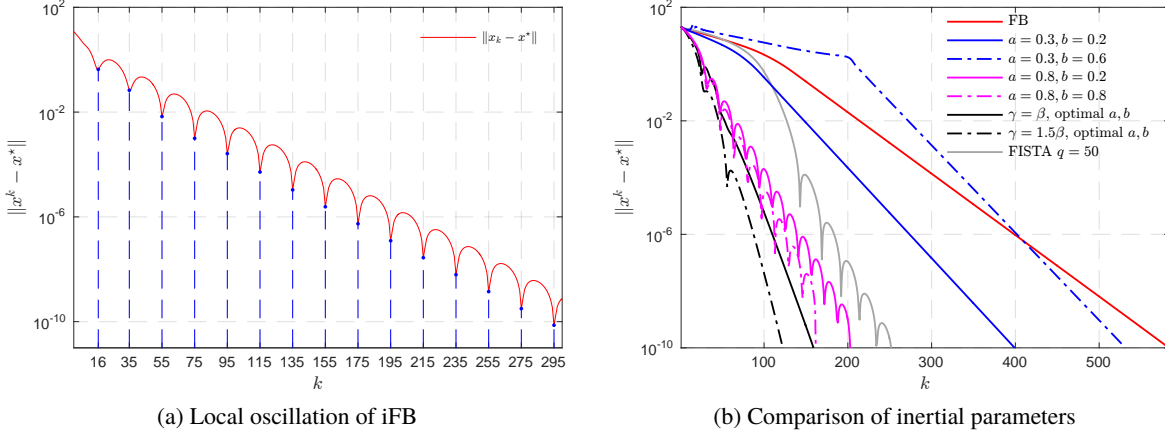 10^2
10^-2
10^-6
10^-10
‖x^k − x^⋆‖
‖x_k − x^⋆‖
16 35 55 75 95 115 135 155 175 195 215 235 255 275 295
k
(a) Local oscillation of iFB
10^2
10^-2
10^-6
10^-10
‖x^k − x^⋆‖
FB
a = 0.3, b = 0.2
a = 0.3, b = 0.6
a = 0.8, b = 0.2
a = 0.8, b = 0.8
γ = β, optimal a, b
γ = 1.5β, optimal a, b
FISTA q = 50
100 200 300 400 500
k
(b) Comparison of inertial parameters